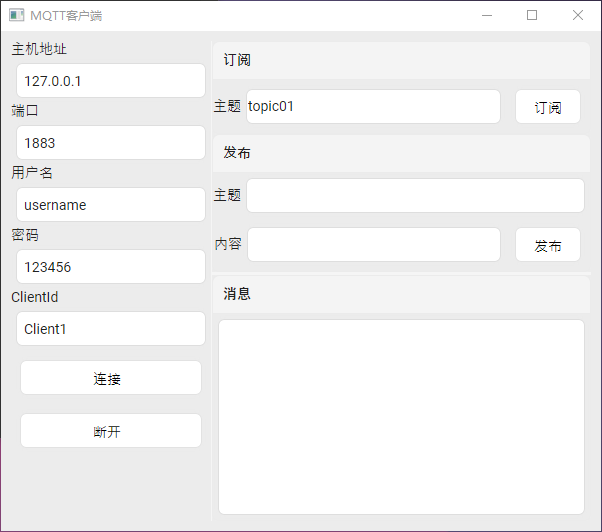 MQTT客户端
主机地址
127.0.0.1
端口
1883
用户名
username
密码
123456
ClientId
Client1
连接
断开
订阅
主题 topic01 订阅
发布
主题
内容 发布
消息